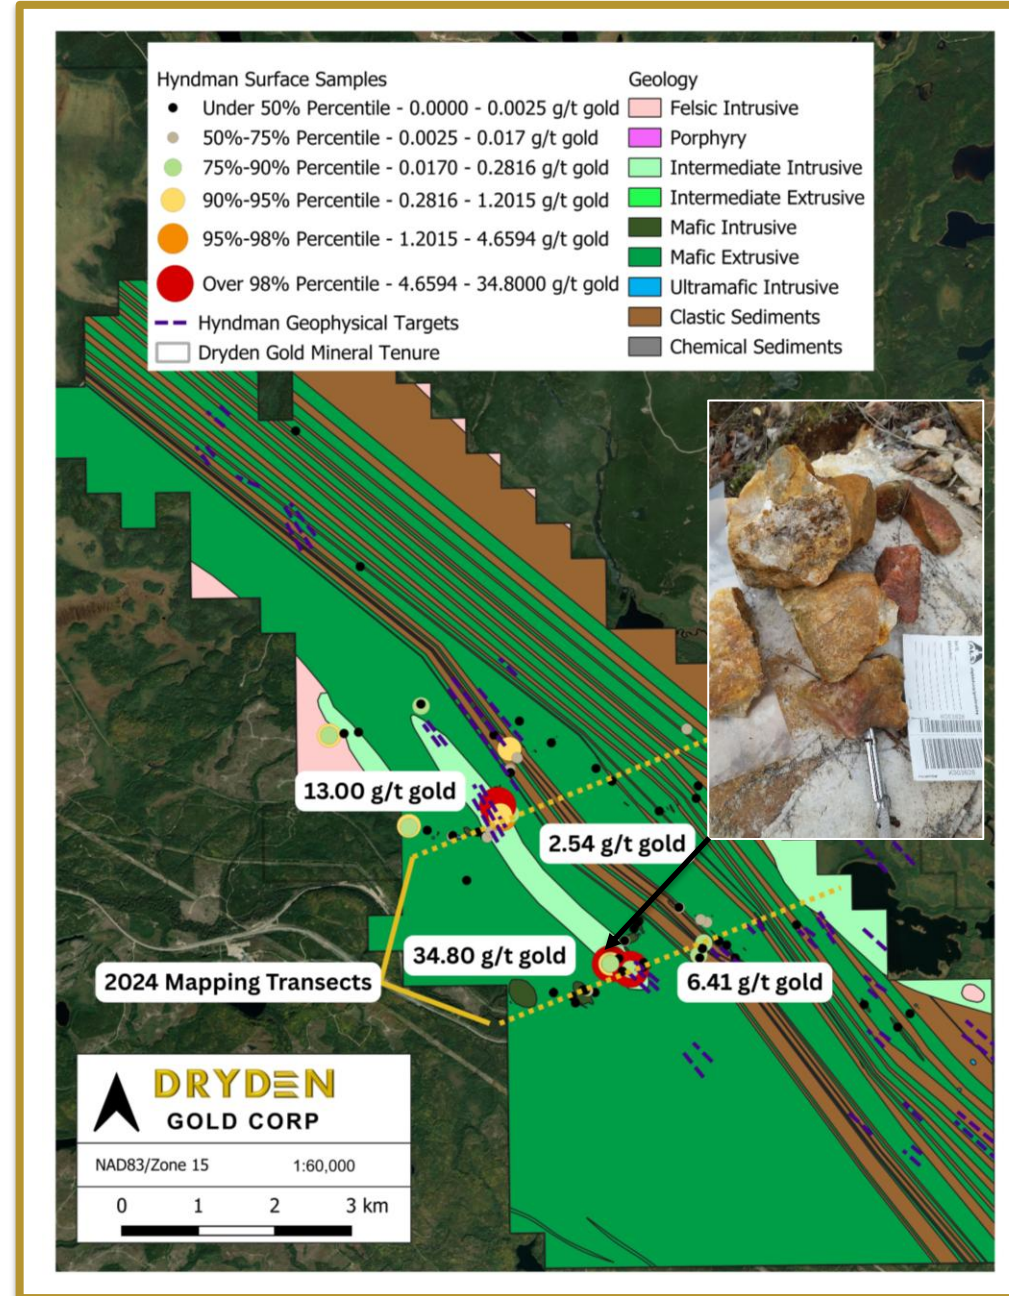 Hyndman Surface Samples
Under 50% Percentile - 0.0000 - 0.0025 g/t gold
50%-75% Percentile - 0.0025 - 0.017 g/t gold
75%-90% Percentile - 0.0170 - 0.2816 g/t gold
90%-95% Percentile - 0.2816 - 1.2015 g/t gold
95%-98% Percentile - 1.2015 - 4.6594 g/t gold
Over 98% Percentile - 4.6594 - 34.8000 g/t gold
Hyndman Geophysical Targets
Dryden Gold Mineral Tenure
Geology
Felsic Intrusive
Porphyry
Intermediate Intrusive
Intermediate Extrusive
Mafic Intrusive
Mafic Extrusive
Ultramafic Intrusive
Clastic Sediments
Chemical Sediments
13.00 g/t gold
2.54 g/t gold
34.80 g/t gold
6.41 g/t gold
2024 Mapping Transects
DRYDEN
GOLD CORP
NAD83/Zone 15
1:60,000
0 1 2 3 km